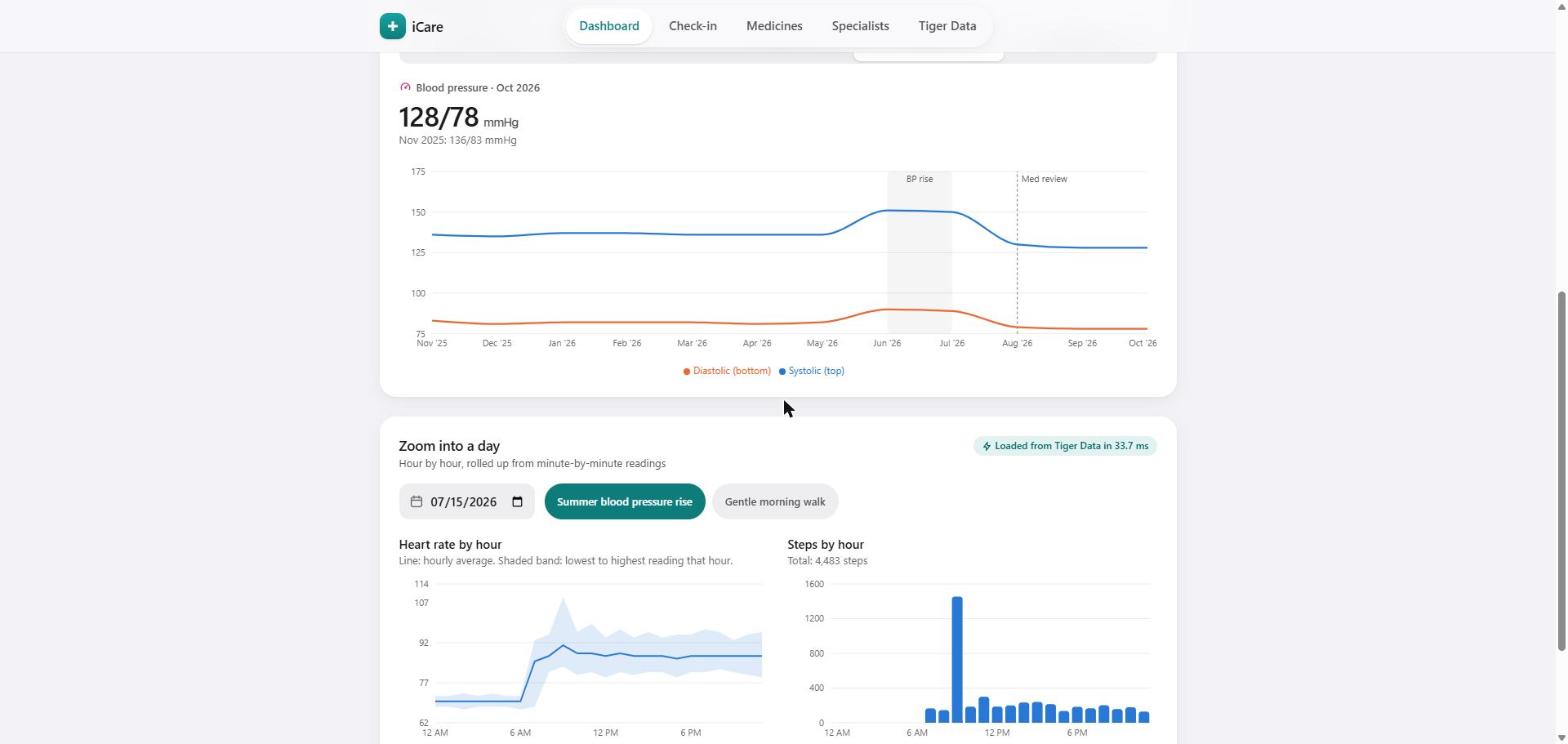 iCare
Dashboard Check-in Medicines Specialists Tiger Data
Blood pressure · Oct 2026
128/78 mmHg
Nov 2025: 136/83 mmHg
175
150
125
100
75
BP rise
Med review
Nov '25 Dec '25 Jan '26 Feb '26 Mar '26 Apr '26 May '26 Jun '26 Jul '26 Aug '26 Sep '26 Oct '26
Diastolic (bottom) Systolic (top)
Zoom into a day
Loaded from Tiger Data in 33.7 ms
Hour by hour, rolled up from minute-by-minute readings
07/15/2026
Summer blood pressure rise
Gentle morning walk
Heart rate by hour
Line: hourly average. Shaded band: lowest to highest reading that hour.
114
107
92
77
62
12 AM 6 AM 12 PM 6 PM
Steps by hour
Total: 4,483 steps
1600
1200
800
400
0
12 AM 6 AM 12 PM 6 PM